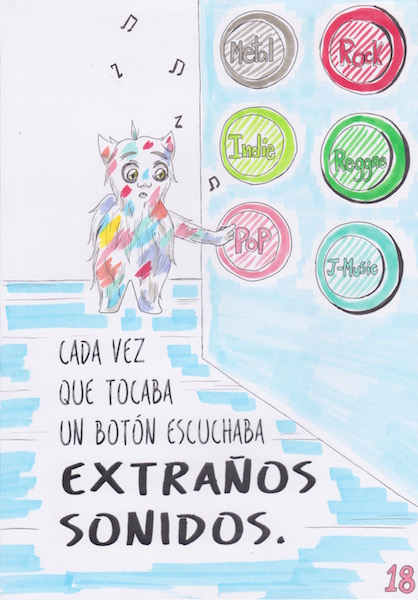 Metal
Rock
Indie
Reggae
POP
J-Music
CADA VEZ
QUE TOCABA
UN BOTÓN ESCUCHABA
EXTRAÑOS
SONIDOS.
18